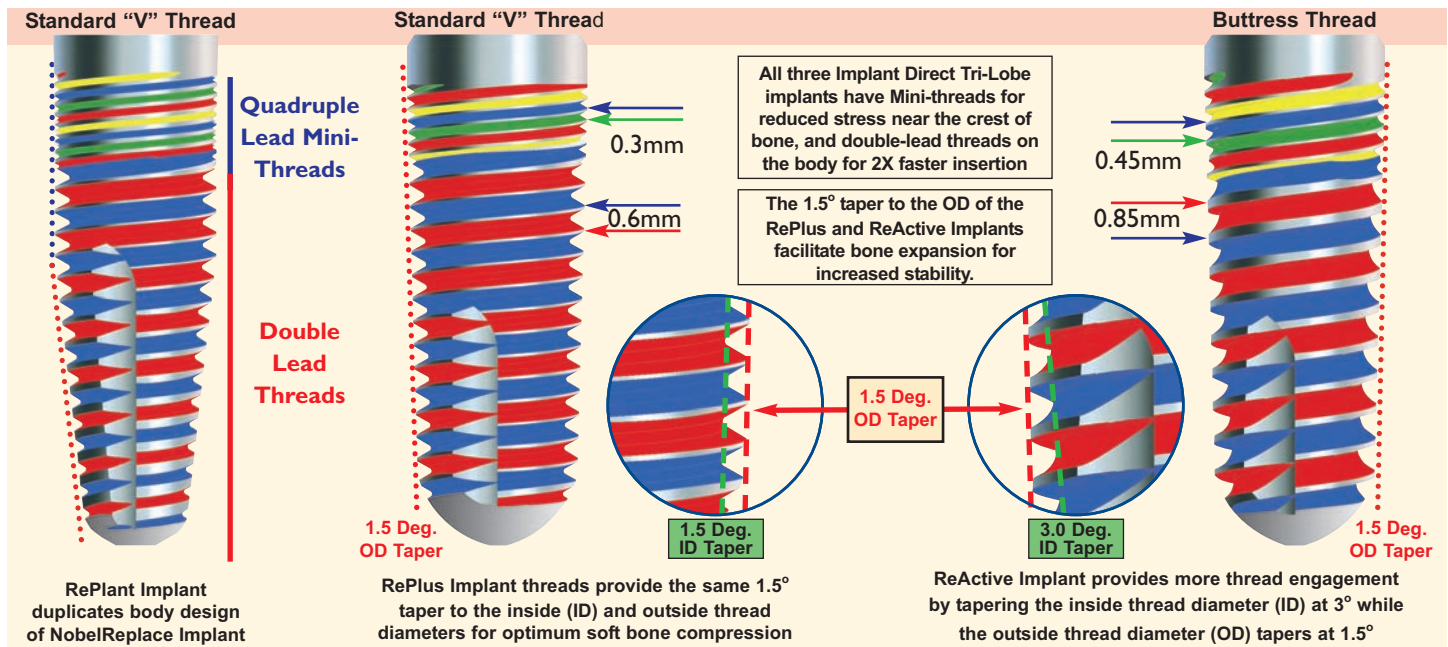 Standard “V” Thread
Standard “V” Thread
Buttress Thread
Quadruple
Lead Mini-
Threads
Double
Lead
Threads
0.3mm
0.6mm
All three Implant Direct Tri-Lobe
implants have Mini-threads for
reduced stress near the crest of
bone, and double-lead threads on
the body for 2X faster insertion
The 1.5° taper to the OD of the
RePlus and ReActive Implants
facilitate bone expansion for
increased stability.
0.45mm
0.85mm
1.5 Deg.
OD Taper
1.5 Deg.
OD Taper
1.5 Deg.
ID Taper
3.0 Deg.
ID Taper
1.5 Deg.
OD Taper
RePlant Implant
duplicates body design
of NobelReplace Implant
RePlus Implant threads provide the same 1.5°
taper to the inside (ID) and outside thread
diameters for optimum soft bone compression
ReActive Implant provides more thread engagement
by tapering the inside thread diameter (ID) at 3° while
the outside thread diameter (OD) tapers at 1.5°